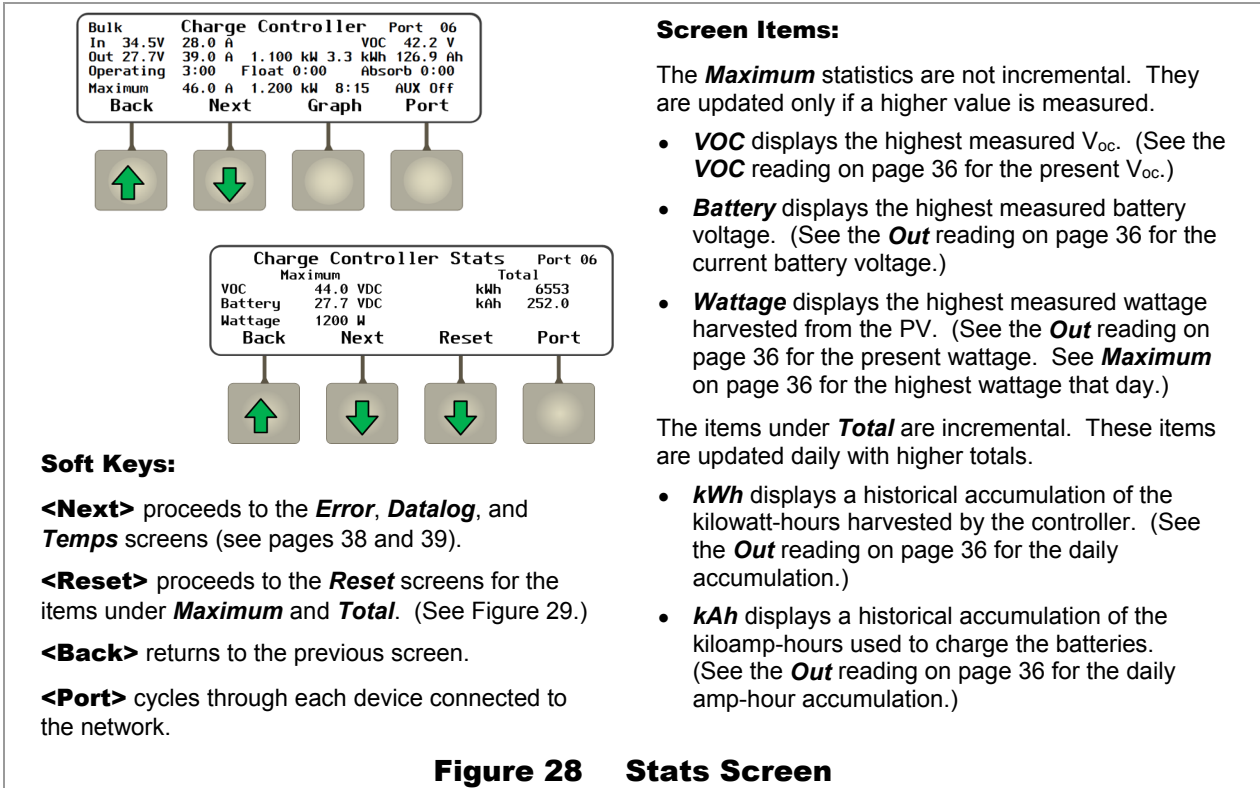 Bulk Charge Controller Port 06
In 34.5V 28.0 A VOC 42.2 V
Out 27.7V 39.0 A 1.100 kW 3.3 kWh 126.9 Ah
Operating 3:00 Float 0:00 Absorb 0:00
Maximum 46.0 A 1.200 kW 8:15 AUX Off
Back Next Graph Port
Charge Controller Stats Port 06
Maximum Total
VOC 44.0 VDC kWh 6553
Battery 27.7 VDC kAh 252.0
Wattage 1200 W
Back Next Reset Port
Soft Keys:
<Next> proceeds to the Error, Datalog, and
Temps screens (see pages 38 and 39).
<Reset> proceeds to the Reset screens for the
items under Maximum and Total. (See Figure 29.)
<Back> returns to the previous screen.
<Port> cycles through each device connected to
the network.
Screen Items:
The Maximum statistics are not incremental. They
are updated only if a higher value is measured.
• VOC displays the highest measured Voc. (See the
VOC reading on page 36 for the present Voc.)
• Battery displays the highest measured battery
voltage. (See the Out reading on page 36 for the
current battery voltage.)
• Wattage displays the highest measured wattage
harvested from the PV. (See the Out reading on
page 36 for the present wattage. See Maximum
on page 36 for the highest wattage that day.)
The items under Total are incremental. These items
are updated daily with higher totals.
• kWh displays a historical accumulation of the
kilowatt-hours harvested by the controller. (See
the Out reading on page 36 for the daily
accumulation.)
• kAh displays a historical accumulation of the
kiloamp-hours used to charge the batteries.
(See the Out reading on page 36 for the daily
amp-hour accumulation.)
Figure 28 Stats Screen